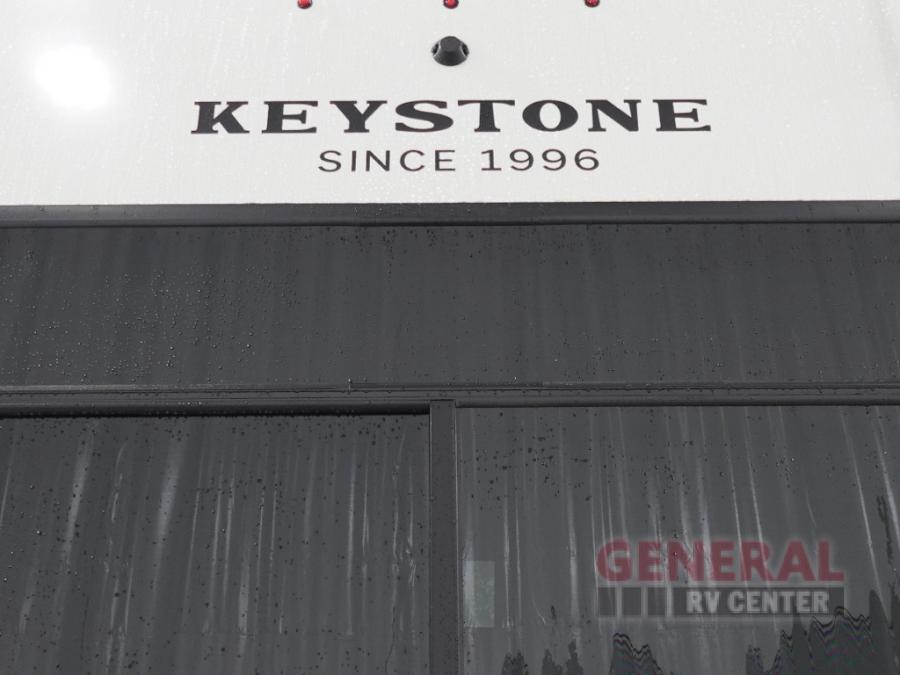 KEYSTONE
SINCE 1996
GENERAL
RV CENTER